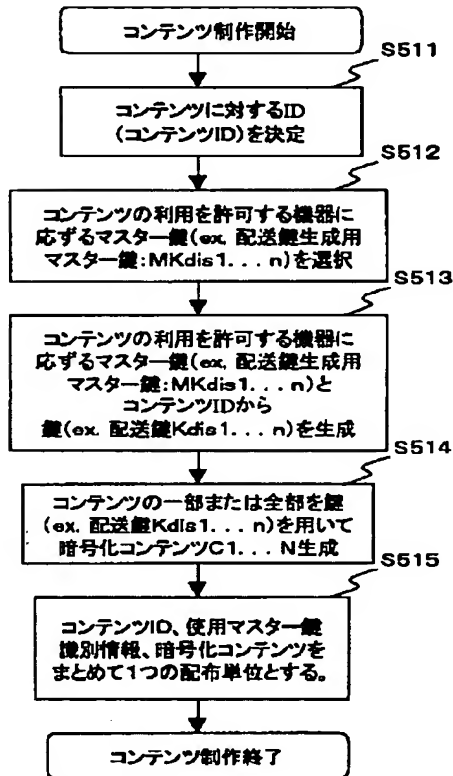 コンテンツ制作開始
S511
コンテンツに対するID
(コンテンツID)を決定
S512
コンテンツの利用を許可する機器に
応ずるマスター鍵(ex. 配送鍵生成用
マスター鍵:MKdis1...n)を選択
S513
コンテンツの利用を許可する機器に
応ずるマスター鍵(ex. 配送鍵生成用
マスター鍵:MKdis1...n)と
コンテンツIDから
鍵(ex. 配送鍵Kdis1...n)を生成
S514
コンテンツの一部または全部を鍵
(ex. 配送鍵Kdis1...n)を用いて
暗号化コンテンツC1...N生成
S515
コンテンツID、使用マスター鍵
識別情報、暗号化コンテンツを
まとめて1つの配布単位とする。
コンテンツ制作終了